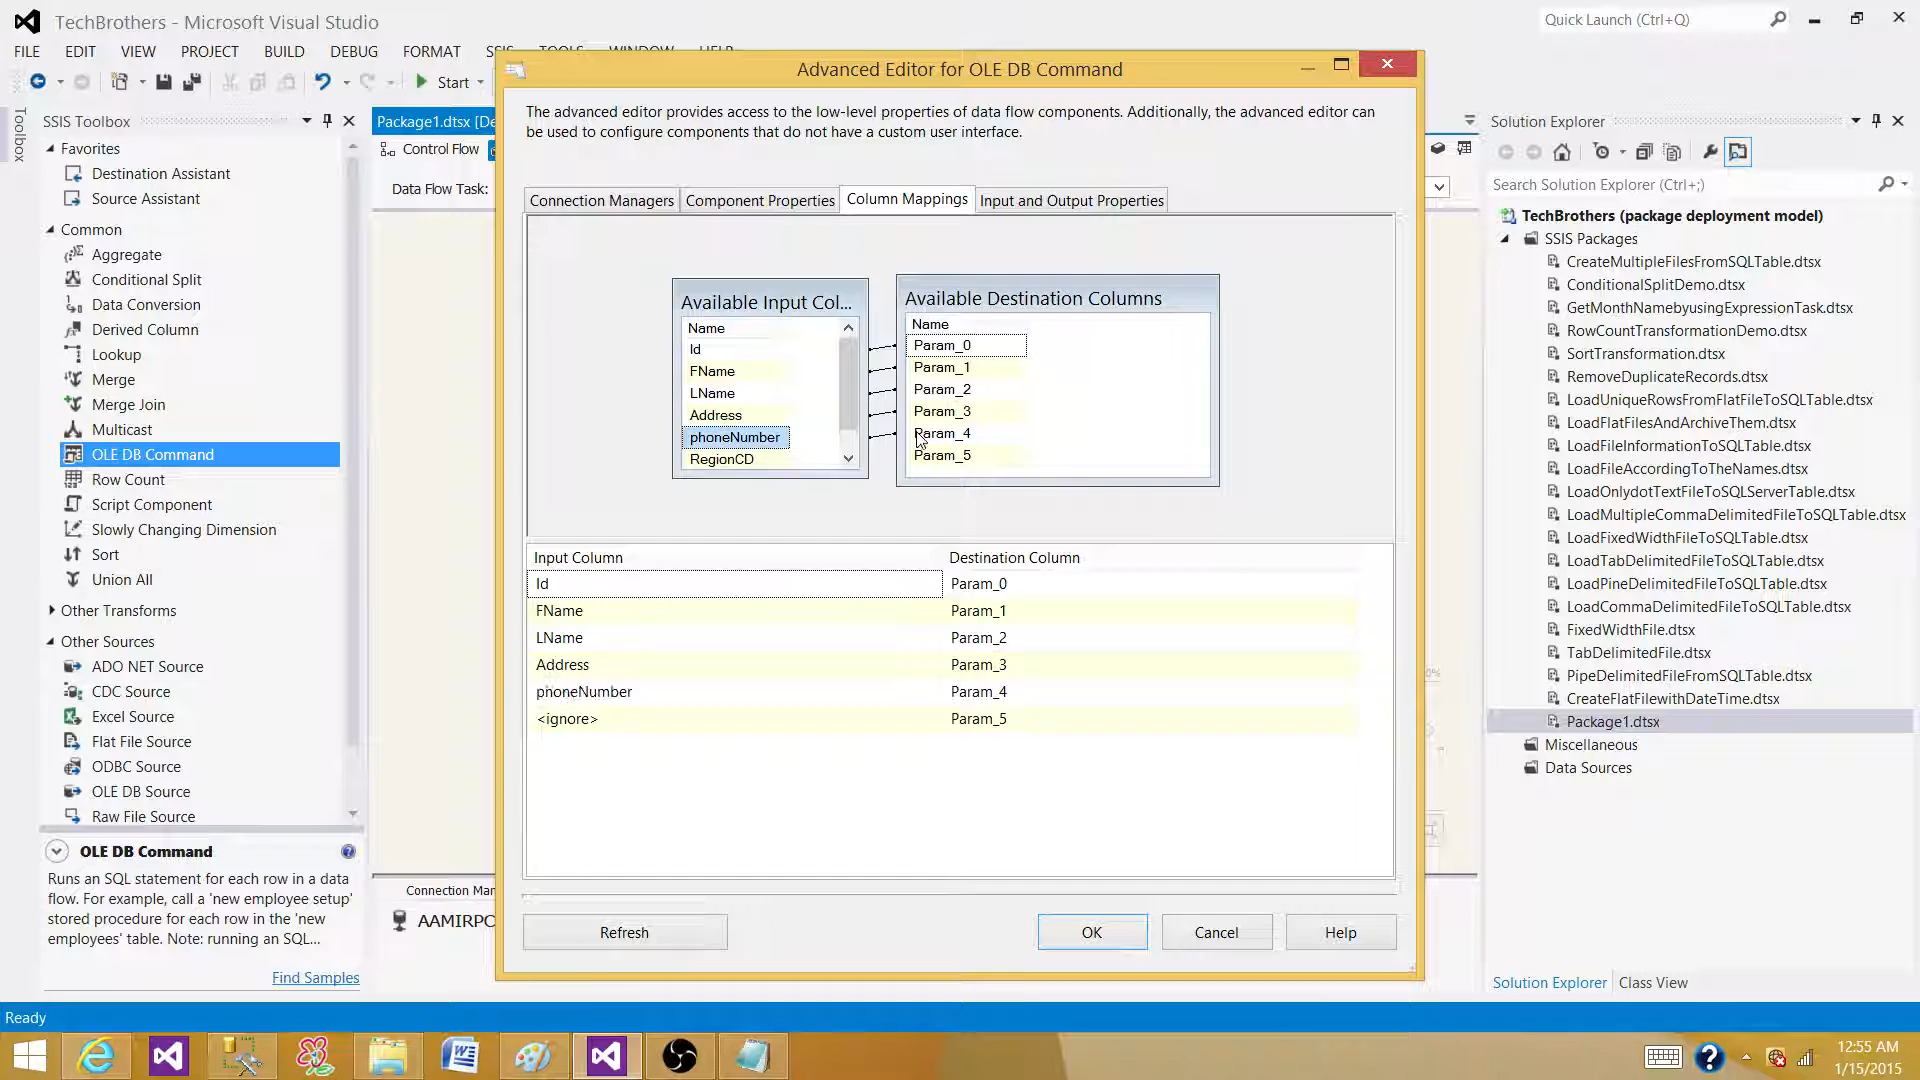 TechBrothers - Microsoft Visual Studio
Quick Launch (Ctrl+Q)
FILE EDIT VIEW PROJECT BUILD DEBUG FORMAT SSIS TOOLS WINDOW HELP
Start
Toolbox
SSIS Toolbox
Favorites
Destination Assistant
Source Assistant
Common
Aggregate
Conditional Split
Data Conversion
Derived Column
Lookup
Merge
Merge Join
Multicast
OLE DB Command
Row Count
Script Component
Slowly Changing Dimension
Sort
Union All
Other Transforms
Other Sources
ADO NET Source
CDC Source
Excel Source
Flat File Source
ODBC Source
OLE DB Source
Raw File Source
OLE DB Command
Runs an SQL statement for each row in a data
flow. For example, call a 'new employee setup'
stored procedure for each row in the 'new
employees' table. Note: running an SQL...
Find Samples
Package1.dtsx [De
Control Flow
Data Flow Task:
Connection Mar
AAMIRPC
Advanced Editor for OLE DB Command
The advanced editor provides access to the low-level properties of data flow components. Additionally, the advanced editor can
be used to configure components that do not have a custom user interface.
Connection Managers
Component Properties
Column Mappings
Input and Output Properties
Available Input Col...
Name
Id
FName
LName
Address
phoneNumber
RegionCD
Available Destination Columns
Name
Param_0
Param_1
Param_2
Param_3
Param_4
Param_5
Input Column Destination Column
Id Param_0
FName Param_1
LName Param_2
Address Param_3
phoneNumber Param_4
<ignore> Param_5
Refresh
OK
Cancel
Help
Solution Explorer
Search Solution Explorer (Ctrl+;)
TechBrothers (package deployment model)
SSIS Packages
CreateMultipleFilesFromSQLTable.dtsx
ConditionalSplitDemo.dtsx
GetMonthNamebyusingExpressionTask.dtsx
RowCountTransformationDemo.dtsx
SortTransformation.dtsx
RemoveDuplicateRecords.dtsx
LoadUniqueRowsFromFlatFileToSQLTable.dtsx
LoadFlatFilesAndArchiveThem.dtsx
LoadFileInformationToSQLTable.dtsx
LoadFileAccordingToTheNames.dtsx
LoadOnlydotTextFileToSQLServerTable.dtsx
LoadMultipleCommaDelimitedFileToSQLTable.dtsx
LoadFixedWidthFileToSQLTable.dtsx
LoadTabDelimitedFileToSQLTable.dtsx
LoadPineDelimitedFileToSQLTable.dtsx
LoadCommaDelimitedFileToSQLTable.dtsx
FixedWidthFile.dtsx
TabDelimitedFile.dtsx
PipeDelimitedFileFromSQLTable.dtsx
CreateFlatFilewithDateTime.dtsx
Package1.dtsx
Miscellaneous
Data Sources
Solution Explorer Class View
Ready
12:55 AM
1/15/2015